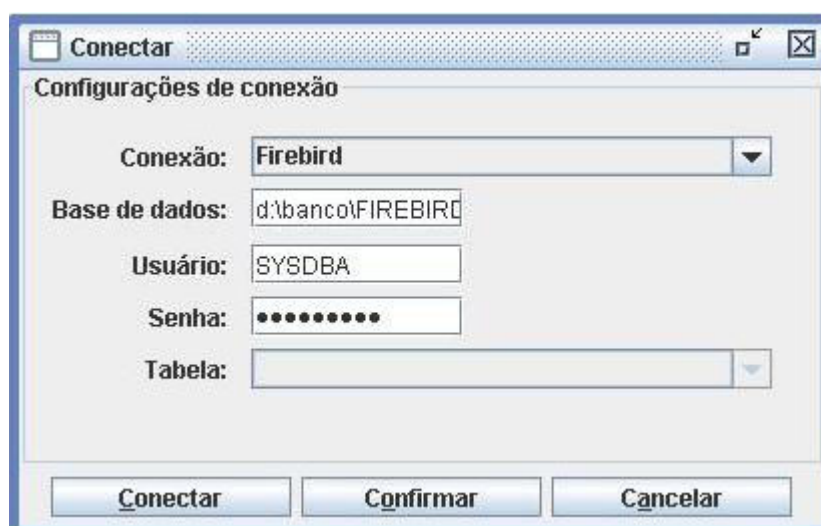 Conectar
Configurações de conexão
Conexão: Firebird
Base de dados: d:\banco\FIREBIRD
Usuário: SYSDBA
Senha: •••••••••
Tabela:
Conectar Confirmar Cancelar